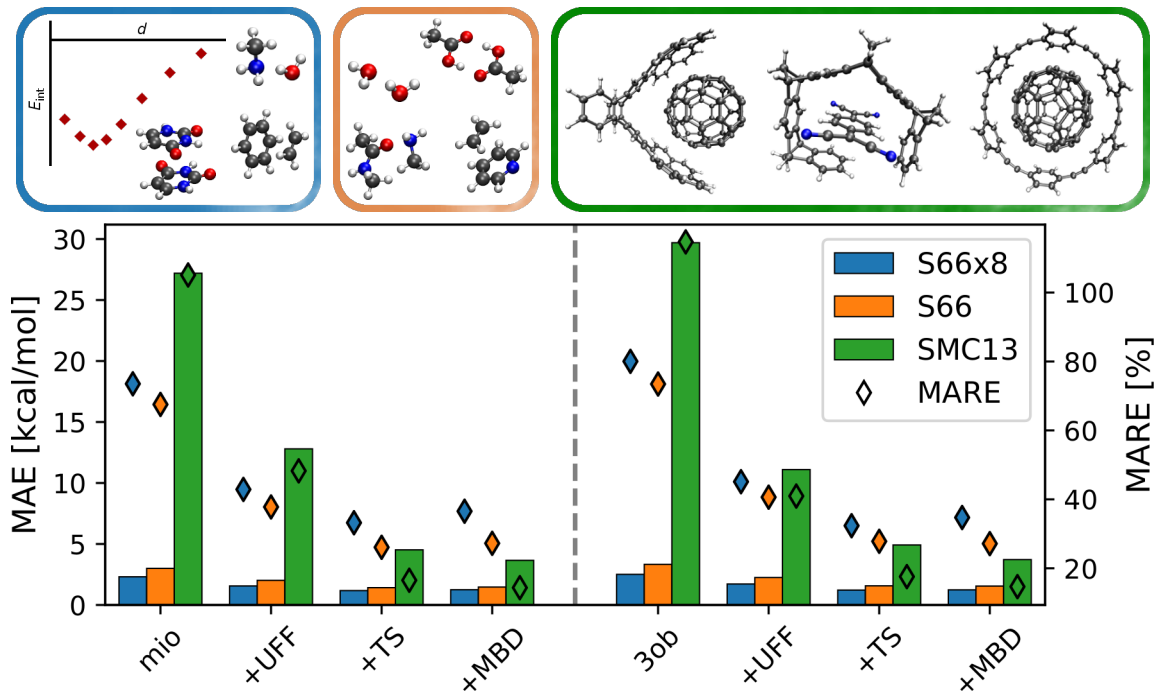 d
E_int
MAE [kcal/mol]
30
25
20
15
10
5
0
mio
+UFF
+TS
+MBD
3ob
+UFF
+TS
+MBD
S66x8
S66
SMC13
MARE
100
80
60
40
20
MARE [%]